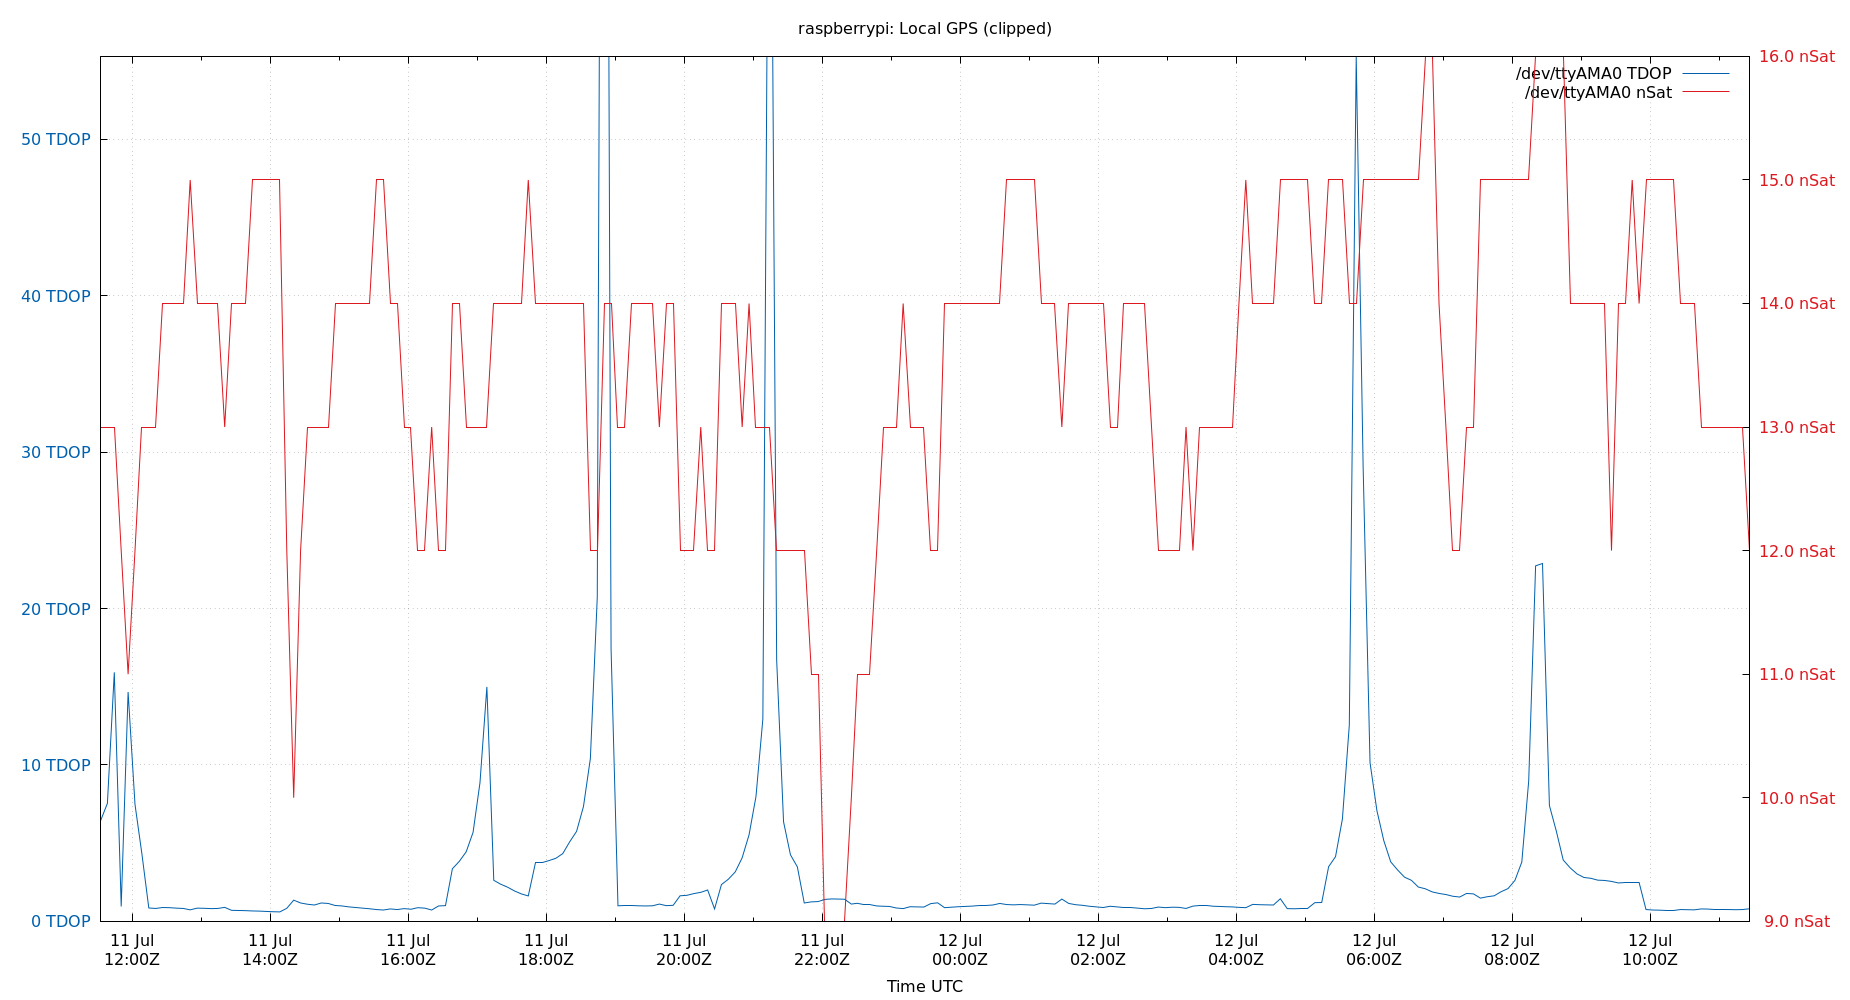 raspberrypi: Local GPS (clipped)
/dev/ttyAMA0 TDOP
/dev/ttyAMA0 nSat
50 TDOP
40 TDOP
30 TDOP
20 TDOP
10 TDOP
0 TDOP
16.0 nSat
15.0 nSat
14.0 nSat
13.0 nSat
12.0 nSat
11.0 nSat
10.0 nSat
9.0 nSat
11 Jul 11 Jul 11 Jul 11 Jul 11 Jul 11 Jul 12 Jul 12 Jul 12 Jul 12 Jul 12 Jul 12 Jul
12:00Z 14:00Z 16:00Z 18:00Z 20:00Z 22:00Z 00:00Z 02:00Z 04:00Z 06:00Z 08:00Z 10:00Z
Time UTC